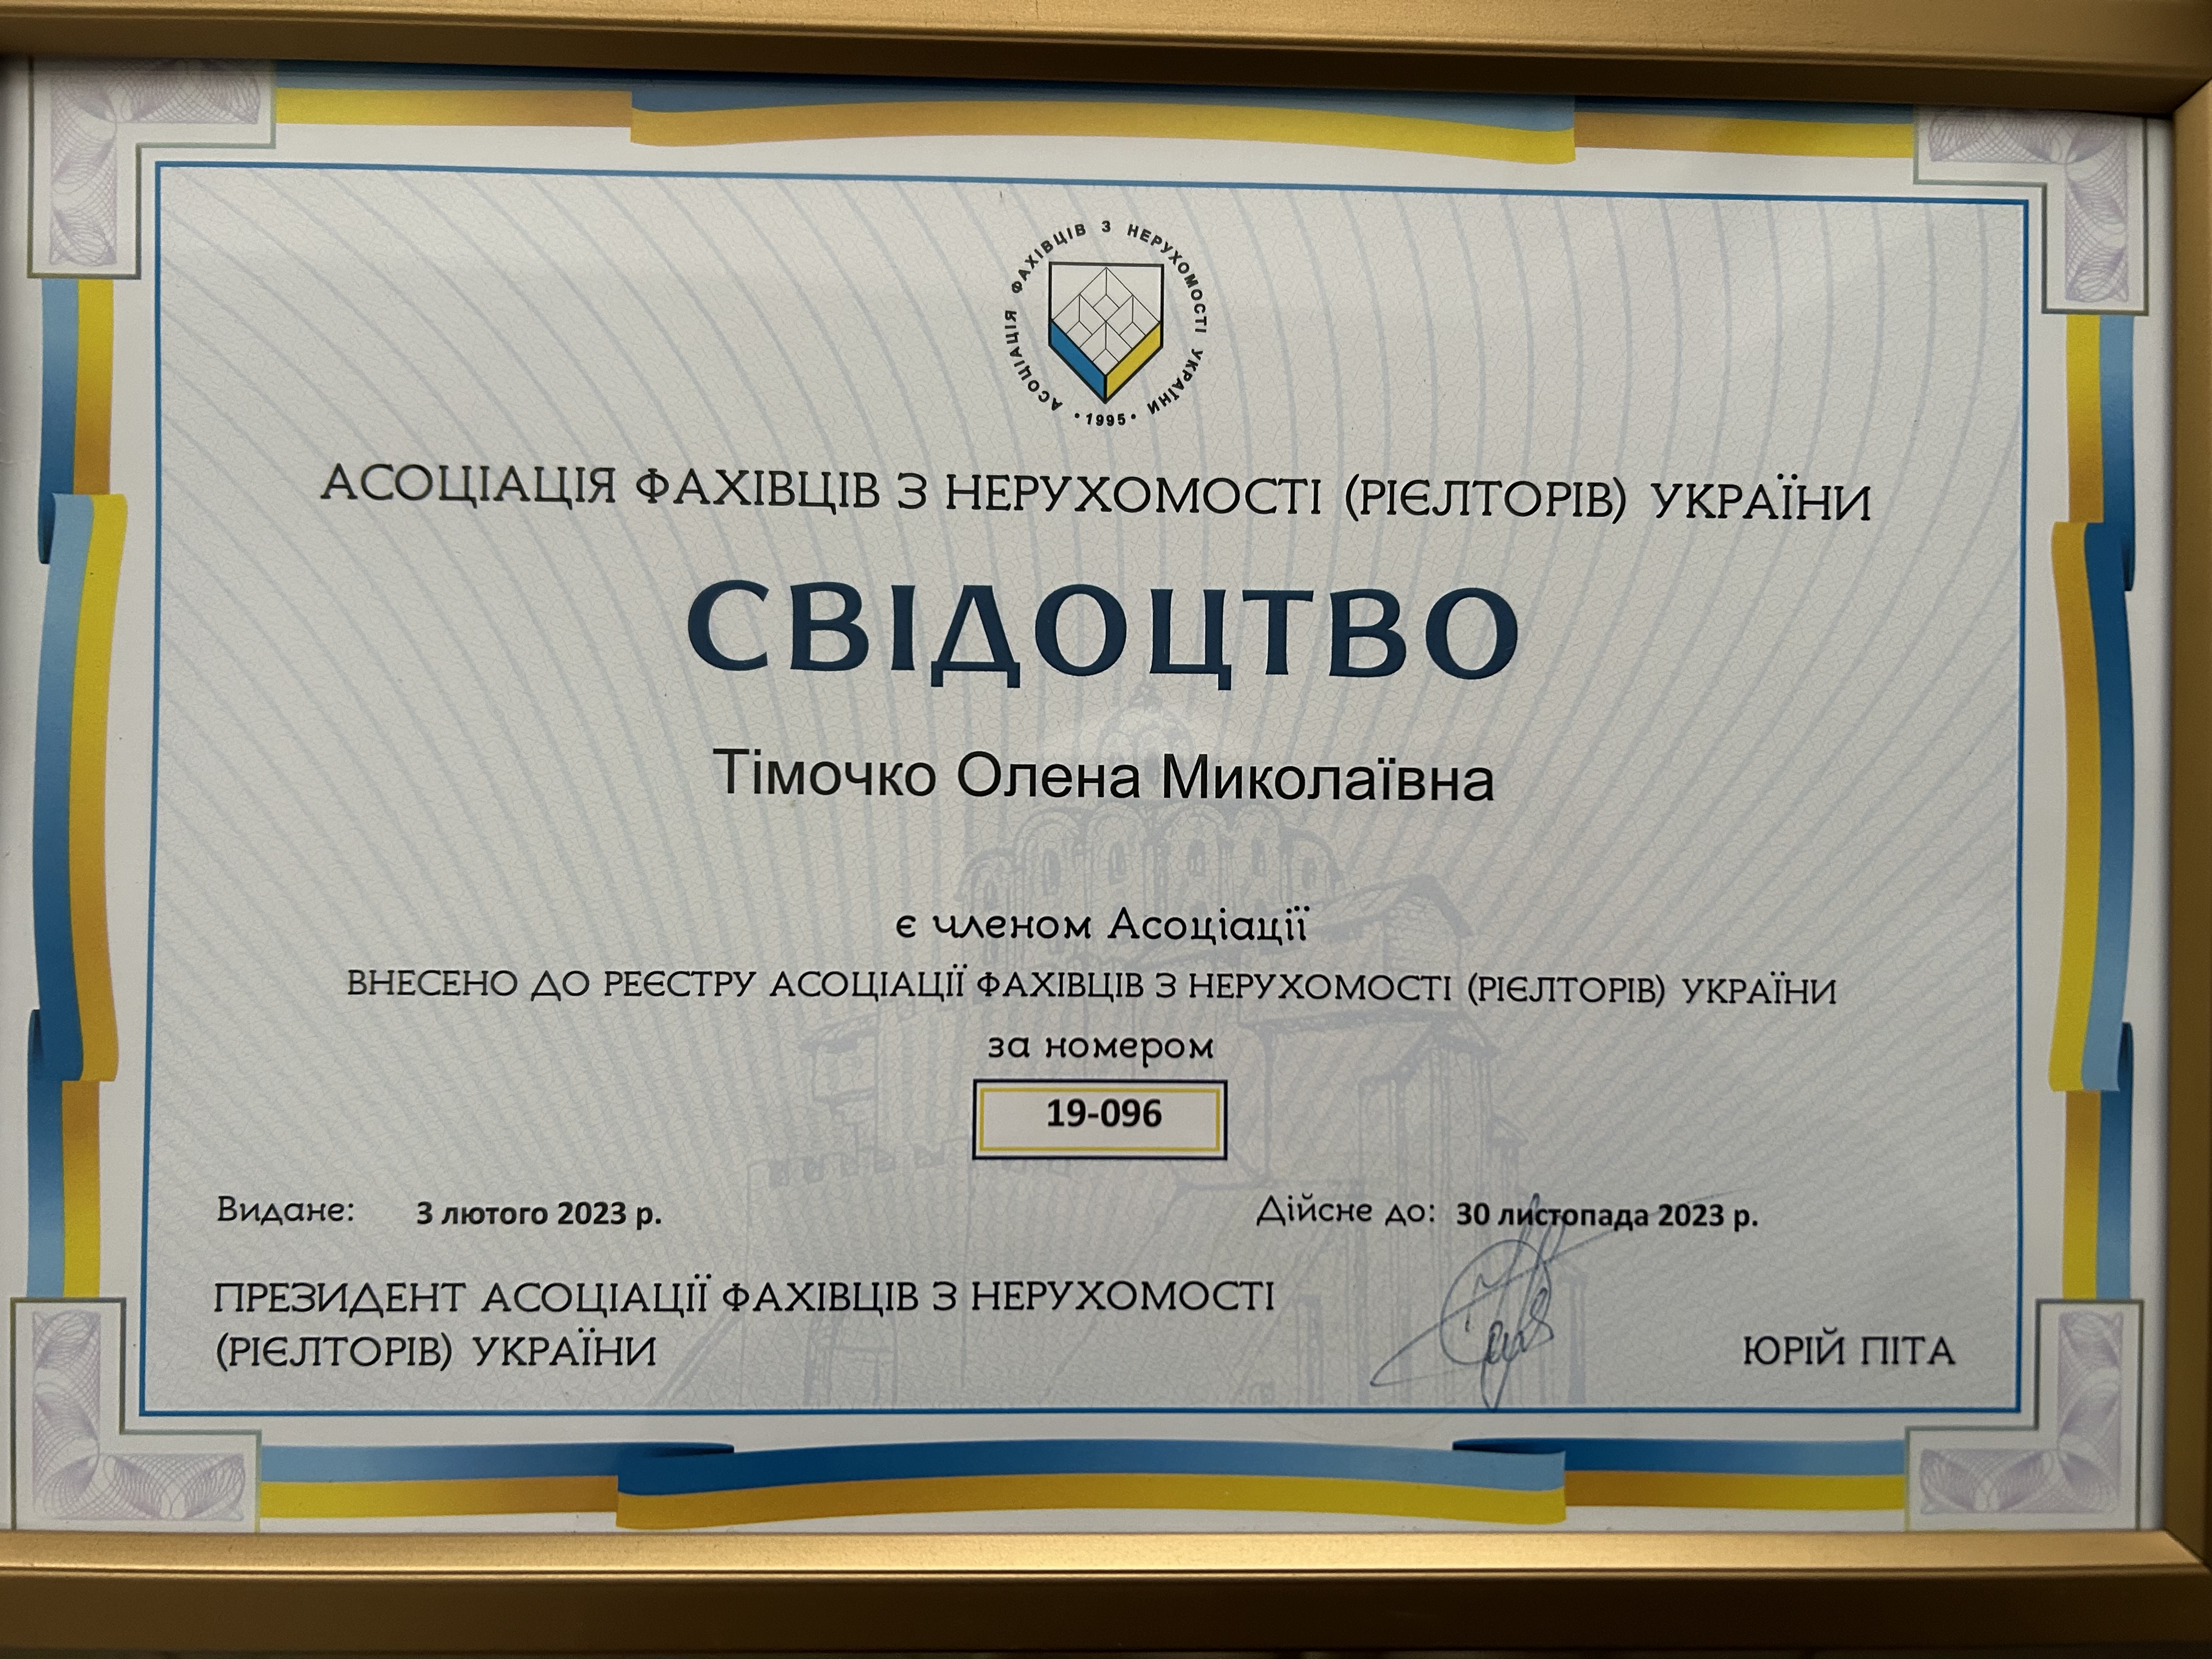 АСОЦІАЦІЯ ФАХІВЦІВ З НЕРУХОМОСТІ УКРАЇНИ
• 1995 •
АСОЦІАЦІЯ ФАХІВЦІВ З НЕРУХОМОСТІ (РІЄЛТОРІВ) УКРАЇНИ
СВІДОЦТВО
Тімочко Олена Миколаївна
є членом Асоціації
ВНЕСЕНО ДО РЕЄСТРУ АСОЦІАЦІЇ ФАХІВЦІВ З НЕРУХОМОСТІ (РІЄЛТОРІВ) УКРАЇНИ
за номером
19-096
Видане: 3 лютого 2023 р.
Дійсне до: 30 листопада 2023 р.
ПРЕЗИДЕНТ АСОЦІАЦІЇ ФАХІВЦІВ З НЕРУХОМОСТІ
(РІЄЛТОРІВ) УКРАЇНИ
ЮРІЙ ПІТА